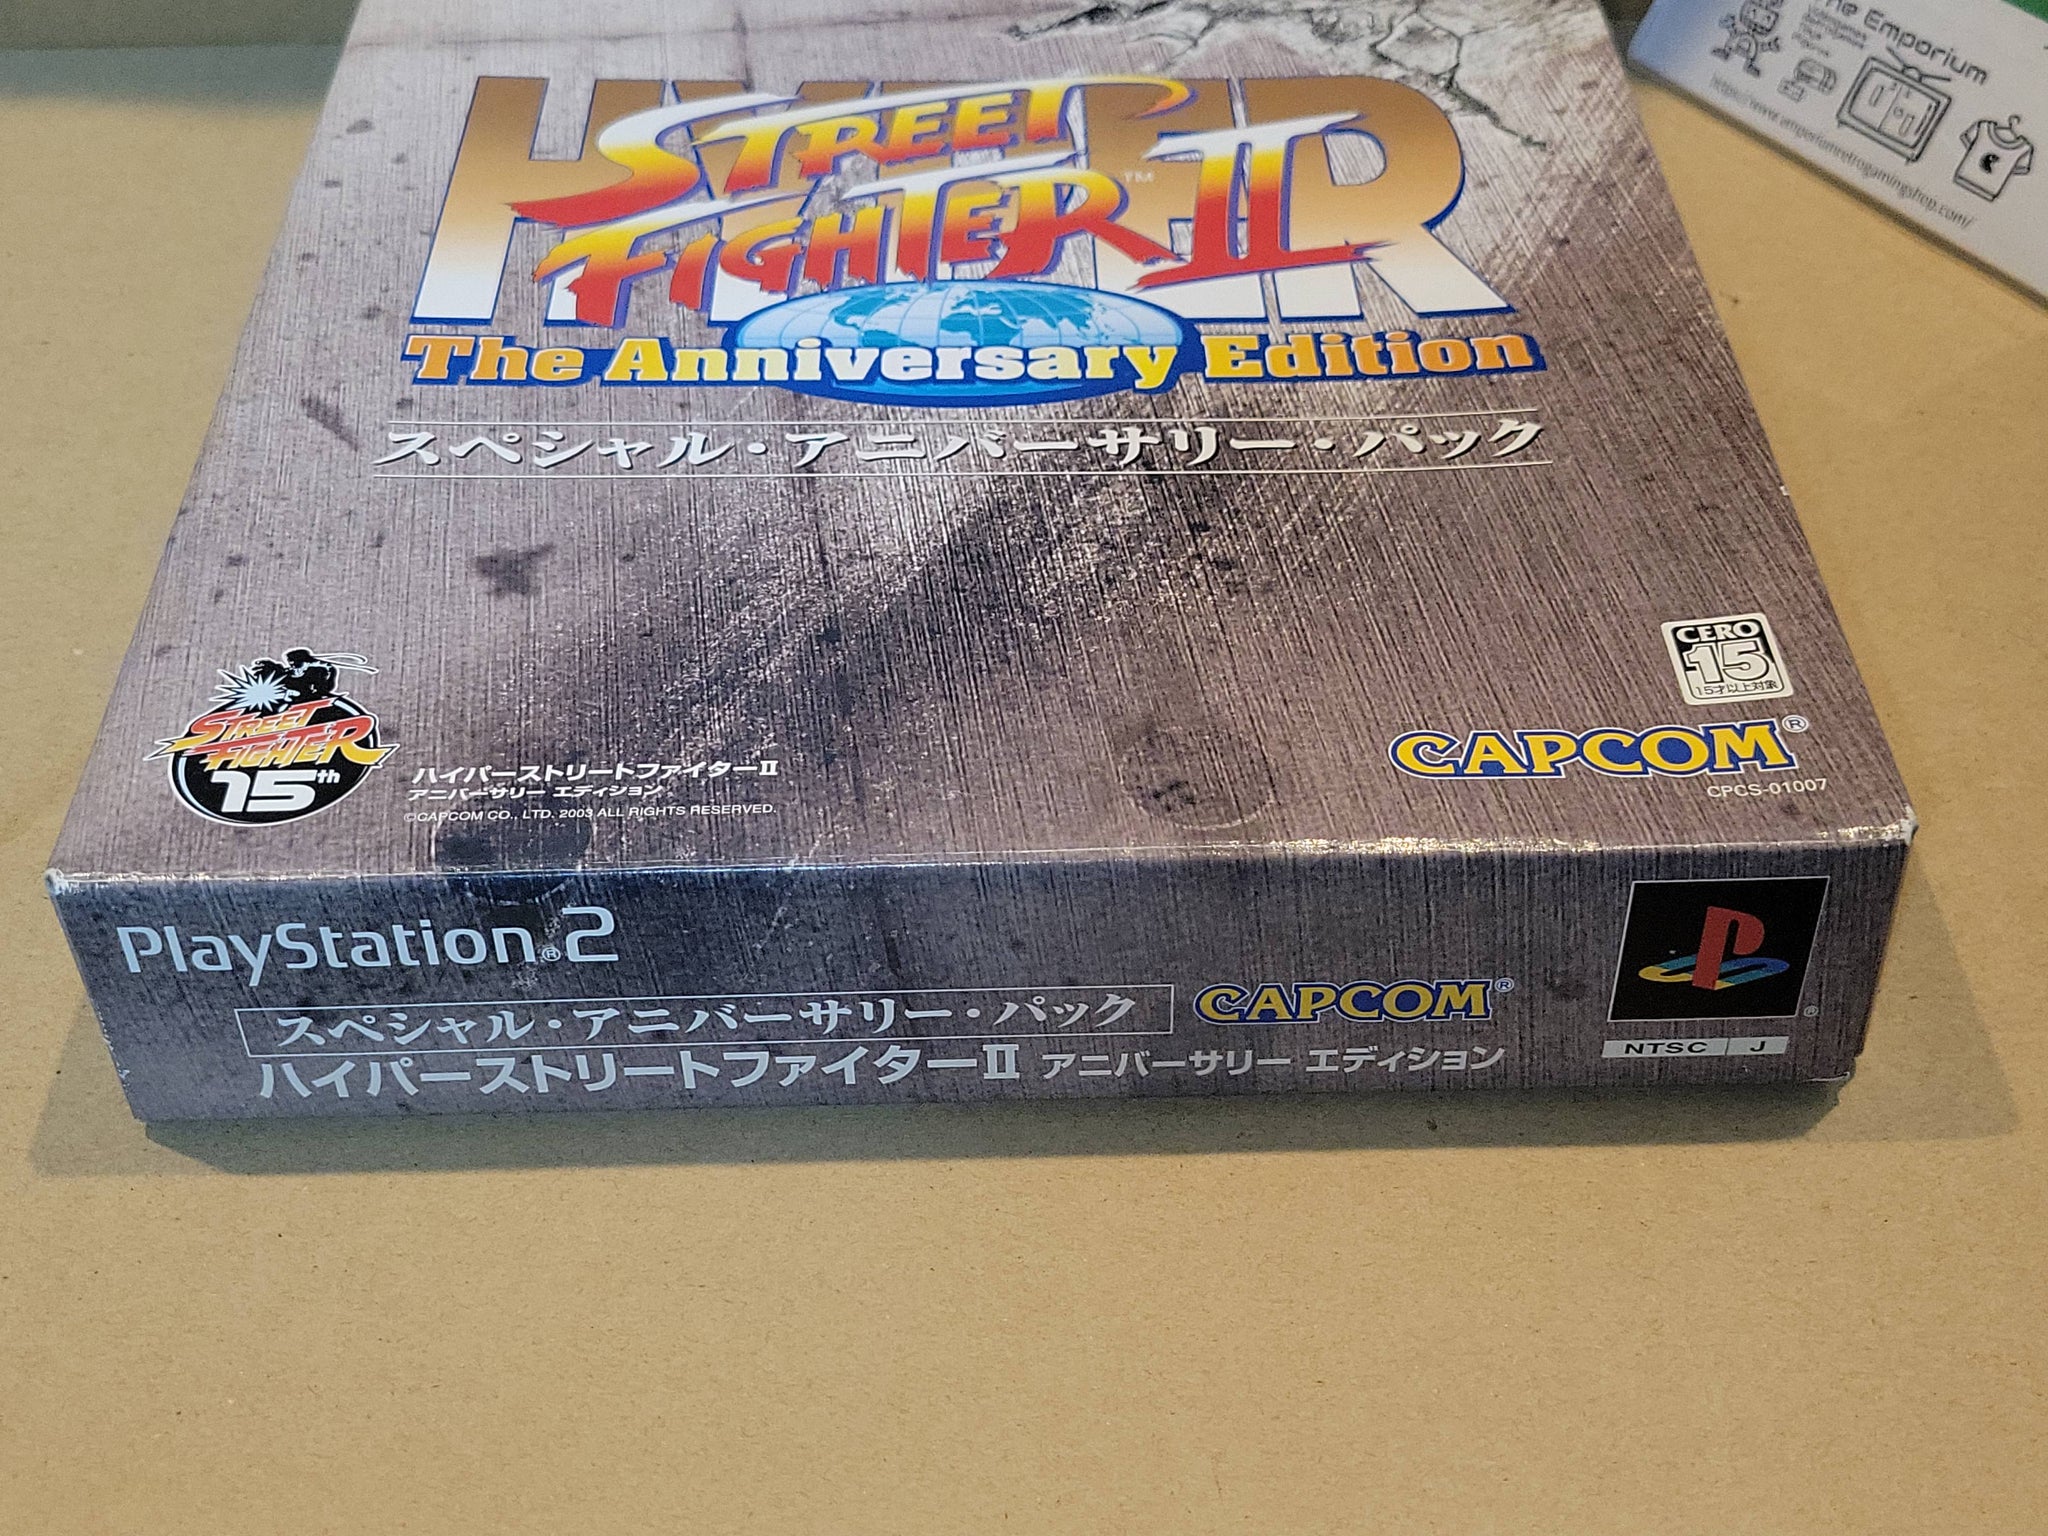 HYPER
STREET
FIGHTER II
TM
The Anniversary Edition
スペシャル・アニバーサリー・パック
CERO
15
15才以上対象
STREET
FIGHTER
15th
ハイパーストリートファイターII
アニバーサリー エディション
©CAPCOM CO., LTD. 2003 ALL RIGHTS RESERVED.
CAPCOM®
CPCS-01007
PlayStation®2
スペシャル・アニバーサリー・パック
CAPCOM®
ハイパーストリートファイターII アニバーサリー エディション
®
NTSC J
The Emporium